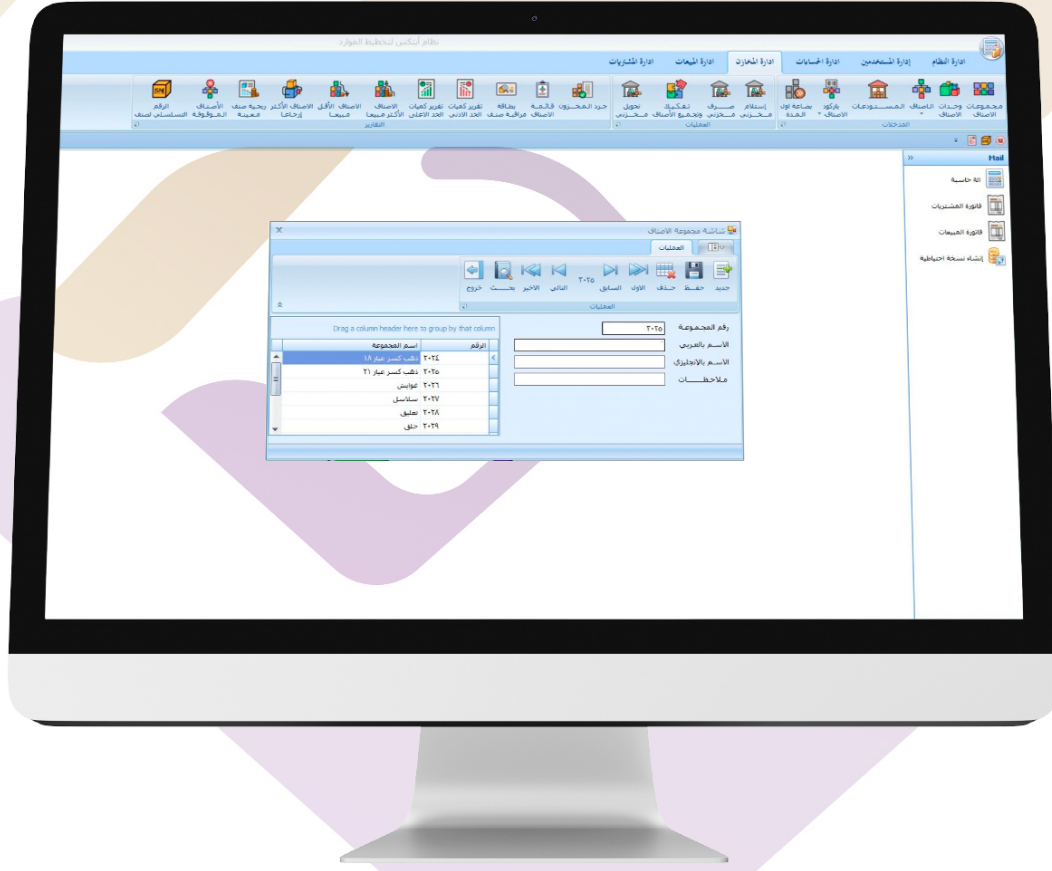 نظام أبيكس لتخطيط الموارد
ادارة النظام
إدارة المستخدمين
ادارة الحسابات
ادارة المخازن
ادارة المبيعات
ادارة المشتريات
مجموعات الاصناف
وحدات الاصناف
الاصناف
المستودعات
باركود الاصناف
بضاعة اول المدة
إستلام مخزني
صرف مخزني
تفكيك وتجميع الأصناف
تحويل مخزني
جرد المخزون
قائمة الأصناف
بطاقة مراقبة صنف
تقرير كميات الحد الادنى
تقرير كميات الحد الاعلى
الاصناف الأكثر مبيعا
الاصناف الأقل مبيعا
الاصناف الأكثر إرجاعا
ربحية صنف معينة
الأصناف الموقوفة
الرقم التسلسلي لصنف
المدخلات
العمليات
التقارير
Mail
«
الة حاسبة
فاتورة المشتريات
فاتورة المبيعات
إنشاء نسخة احتياطية
شاشة مجموعة الاصناف
العمليات
جديد
حفظ
حذف
الاول
السابق
٢٠٢٥
التالي
الاخير
بحث
خروج
العمليات
رقم المجموعة ٢٠٢٥
الاسم بالعربي
الاسم بالإنجليزي
ملاحظات
Drag a column header here to group by that column
الرقم اسم المجموعة
٢٠٢٤ ذهب كسر عيار ١٨
٢٠٢٥ ذهب كسر عيار ٢١
٢٠٢٦ غوايش
٢٠٢٧ سلاسل
٢٠٢٨ تعليق
٢٠٢٩ حلق